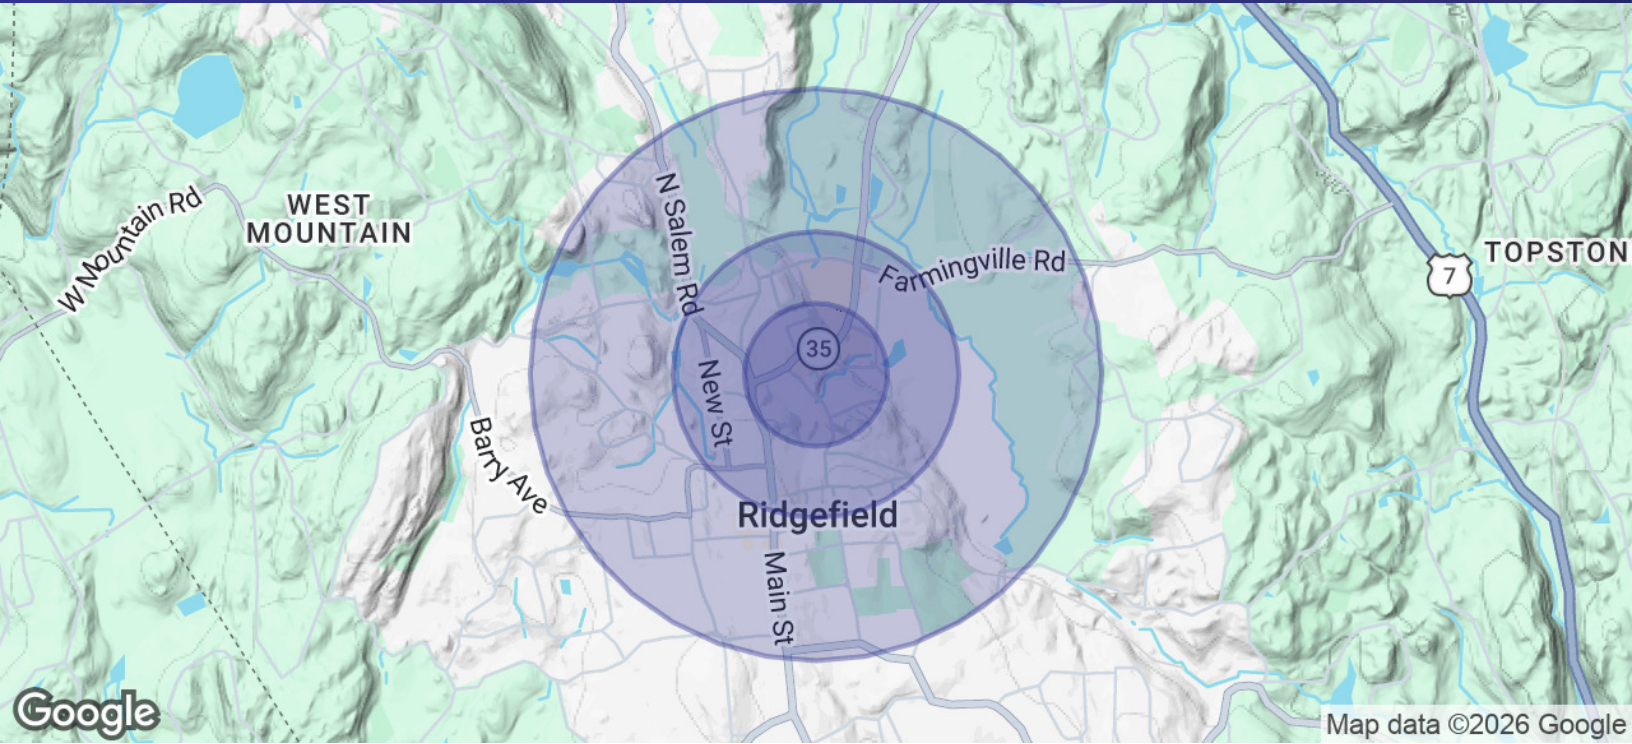 W Mountain Rd
WEST
MOUNTAIN
N Salem Rd
Farmingville Rd
TOPSTON
7
35
New St
Barry Ave
Ridgefield
Main St
Google
Map data ©2026 Google